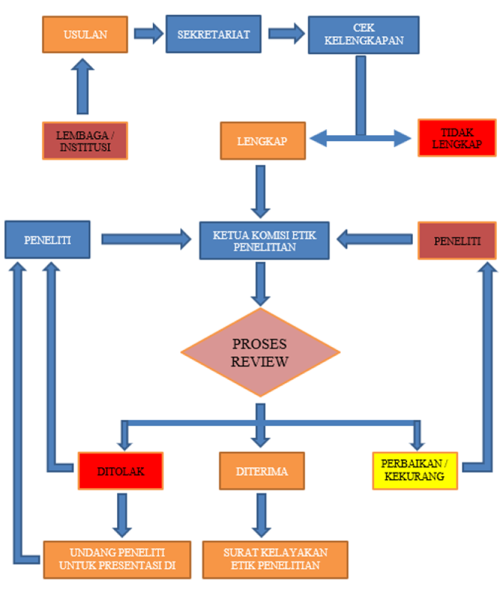 USULAN
SEKRETARIAT
CEK
KELENGKAPAN
LEMBAGA /
INSTITUSI
LENGKAP
TIDAK
LENGKAP
PENELITI
KETUA KOMISI ETIK
PENELITIAN
PENELITI
PROSES
REVIEW
DITOLAK
DITERIMA
PERBAIKAN /
KEKURANG
UNDANG PENELITI
UNTUK PRESENTASI DI
SURAT KELAYAKAN
ETIK PENELITIAN